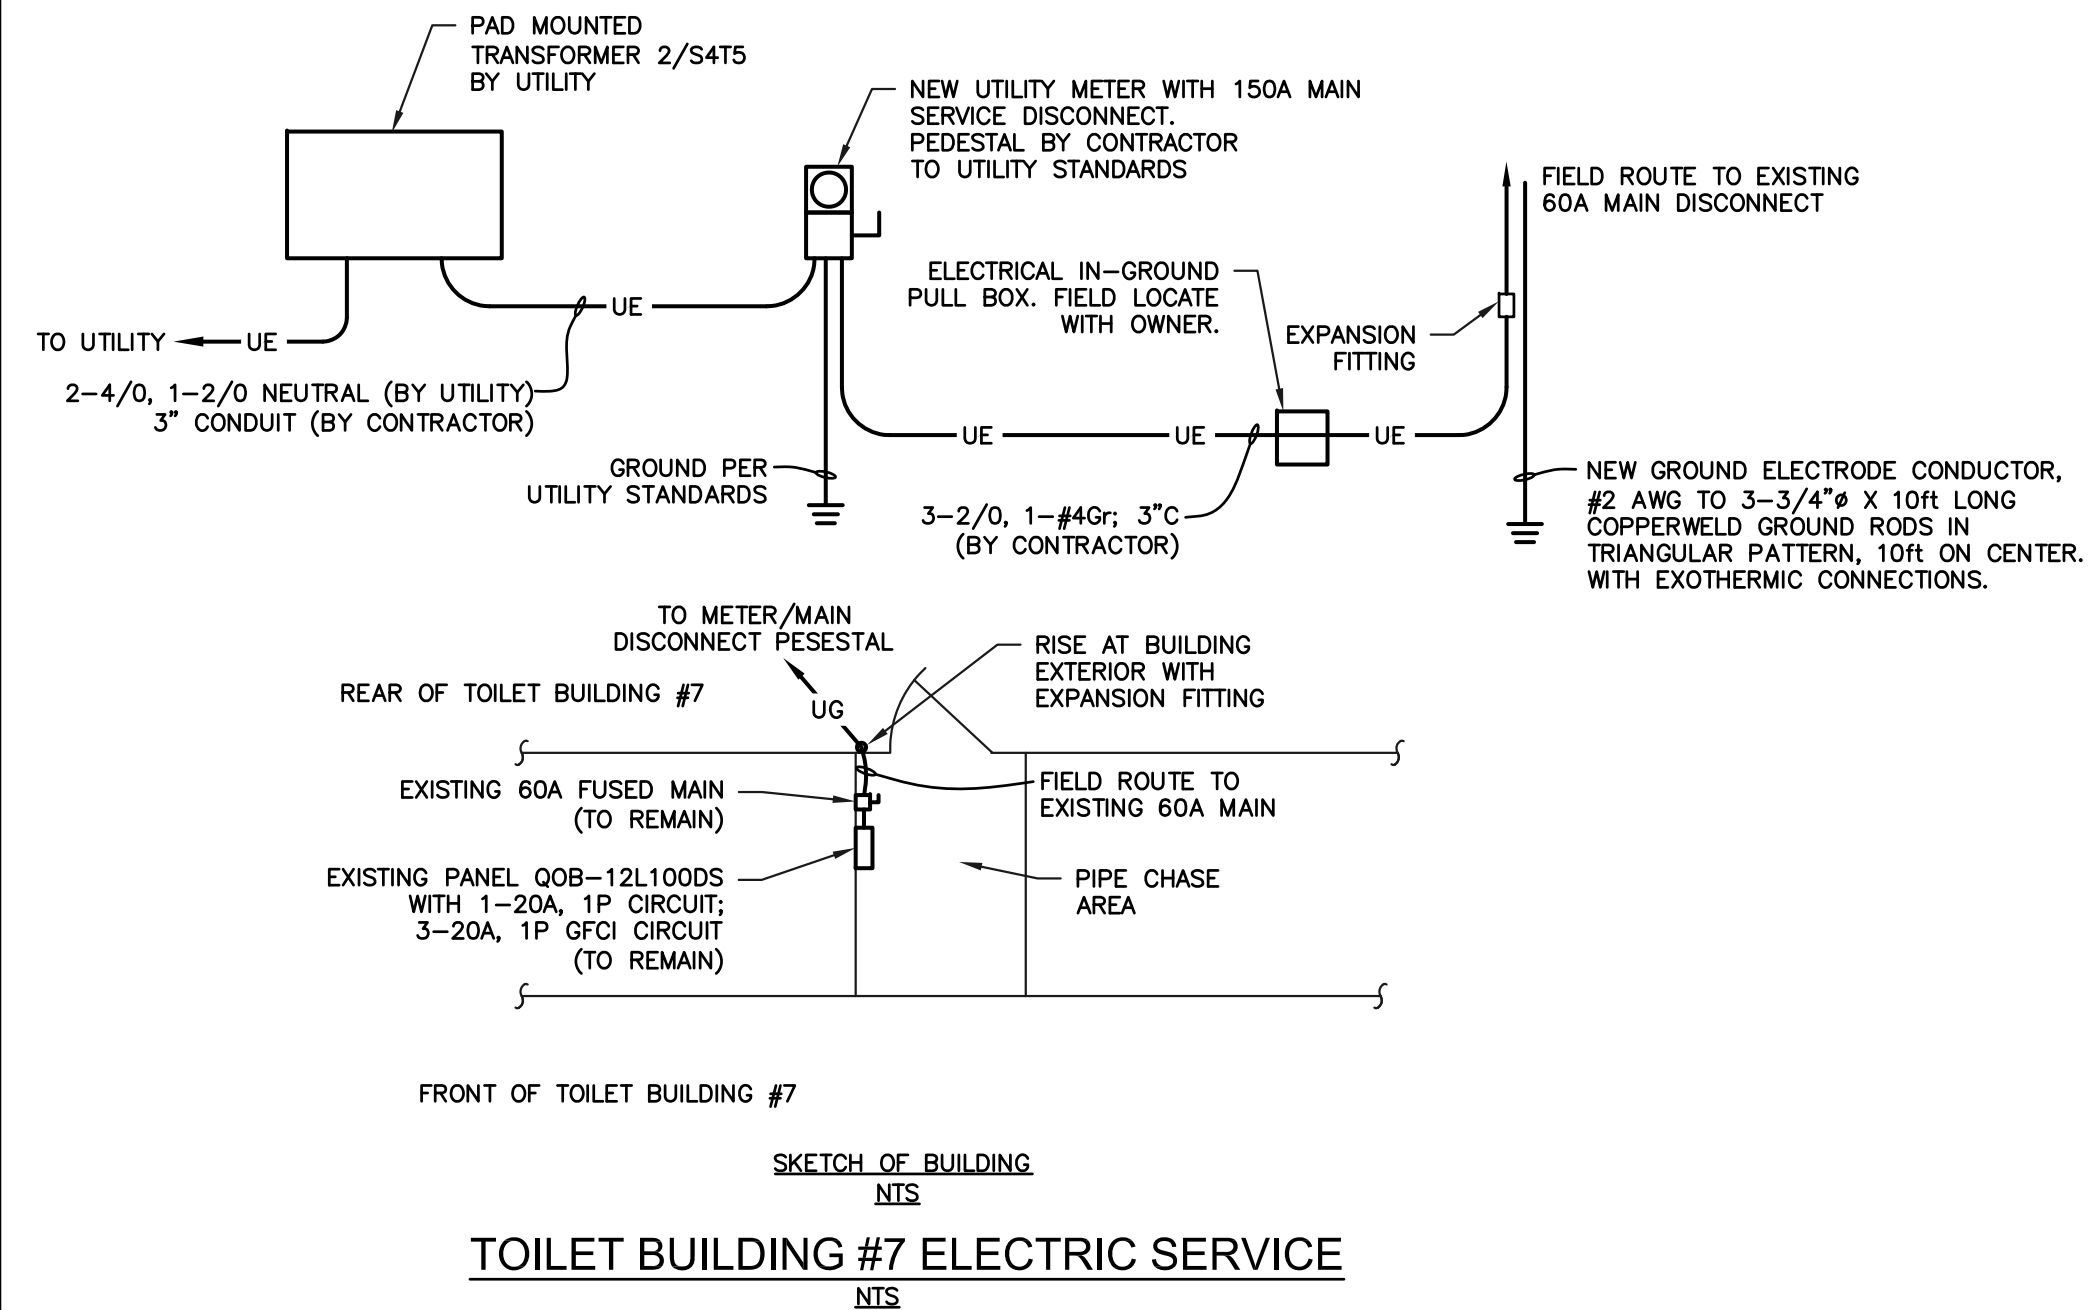 PAD MOUNTED
TRANSFORMER 2/S4T5
BY UTILITY
NEW UTILITY METER WITH 150A MAIN
SERVICE DISCONNECT.
PEDESTAL BY CONTRACTOR
TO UTILITY STANDARDS
FIELD ROUTE TO EXISTING
60A MAIN DISCONNECT
ELECTRICAL IN-GROUND
PULL BOX. FIELD LOCATE
WITH OWNER.
UE
EXPANSION
FITTING
TO UTILITY
UE
2-4/0, 1-2/0 NEUTRAL (BY UTILITY)
3" CONDUIT (BY CONTRACTOR)
UE
UE
UE
GROUND PER
UTILITY STANDARDS
3-2/0, 1-#4Gr; 3"C
(BY CONTRACTOR)
NEW GROUND ELECTRODE CONDUCTOR,
#2 AWG TO 3-3/4"ø X 10ft LONG
COPPERWELD GROUND RODS IN
TRIANGULAR PATTERN, 10ft ON CENTER.
WITH EXOTHERMIC CONNECTIONS.
TO METER/MAIN
DISCONNECT PESESTAL
RISE AT BUILDING
EXTERIOR WITH
EXPANSION FITTING
REAR OF TOILET BUILDING #7
UG
EXISTING 60A FUSED MAIN
(TO REMAIN)
FIELD ROUTE TO
EXISTING 60A MAIN
EXISTING PANEL QOB-12L100DS
WITH 1-20A, 1P CIRCUIT;
3-20A, 1P GFCI CIRCUIT
(TO REMAIN)
PIPE CHASE
AREA
FRONT OF TOILET BUILDING #7
SKETCH OF BUILDING
NTS
TOILET BUILDING #7 ELECTRIC SERVICE
NTS